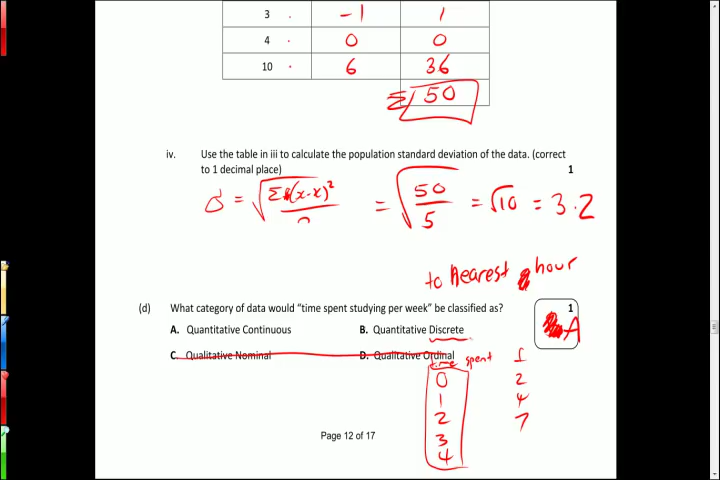 3 -1 1
4 0 0
10 6 36
Σ 50
iv. Use the table in iii to calculate the population standard deviation of the data. (correct
to 1 decimal place) 1
σ = √Σ(x-x)²/n = √50/5 = √10 = 3.2
to nearest hour
(d) What category of data would "time spent studying per week" be classified as? 1
A. Quantitative Continuous B. Quantitative Discrete
A
C. Qualitative Nominal D. Qualitative Ordinal
time spent f
0 2
1 4
2 7
3
4
Page 12 of 17